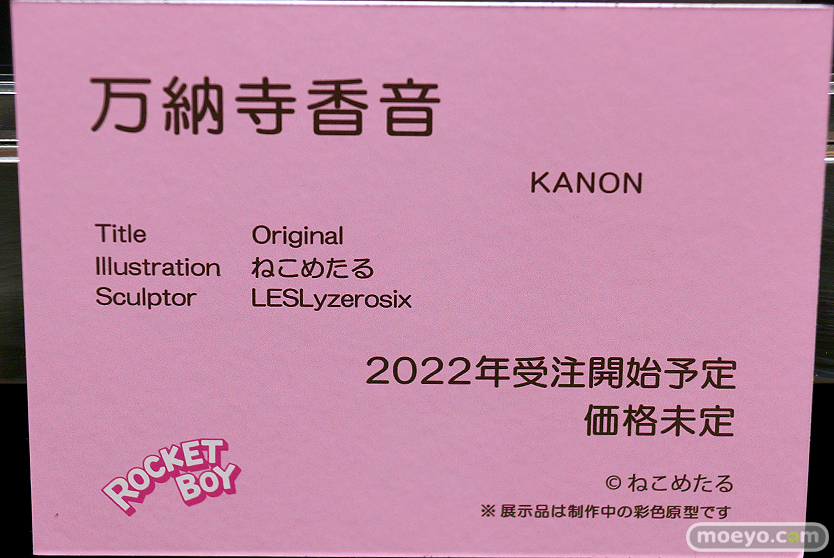 万納寺香音
KANON
Title Original
Illustration ねこめたる
Sculptor LESLyzerosix
2022年受注開始予定
価格未定
ROCKET
BOY
© ねこめたる
※ 展示品は制作中の彩色原型です
moeyo.com